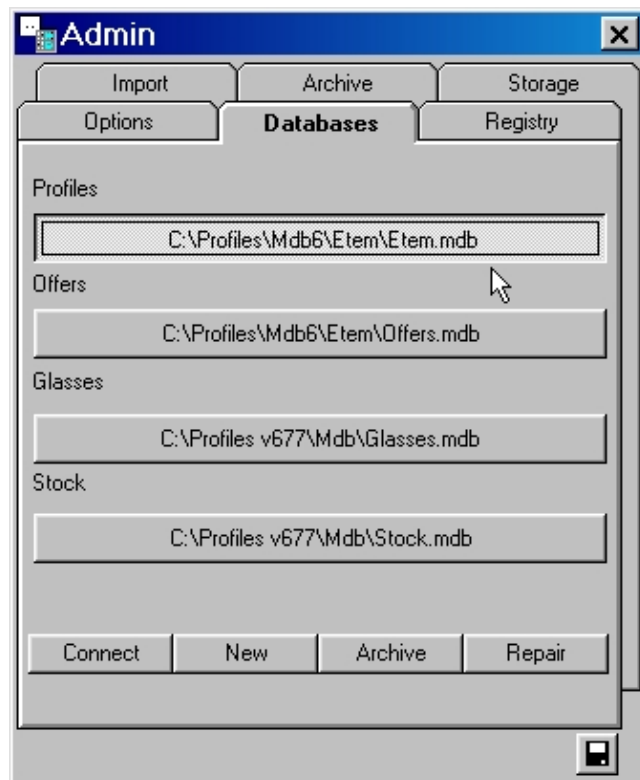 Admin
Import Archive Storage
Options Databases Registry
Profiles
C:\Profiles\Mdb6\Etem\Etem.mdb
Offers
C:\Profiles\Mdb6\Etem\Offers.mdb
Glasses
C:\Profiles v677\Mdb\Glasses.mdb
Stock
C:\Profiles v677\Mdb\Stock.mdb
Connect New Archive Repair